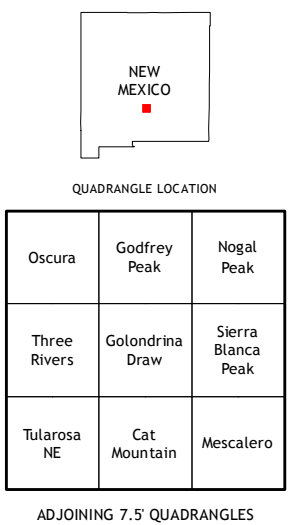 NEW
MEXICO
QUADRANGLE LOCATION
Oscura
Godfrey
Peak
Nogal
Peak
Three
Rivers
Golondrina
Draw
Sierra
Blanca
Peak
Tularosa
NE
Cat
Mountain
Mescalero
ADJOINING 7.5' QUADRANGLES